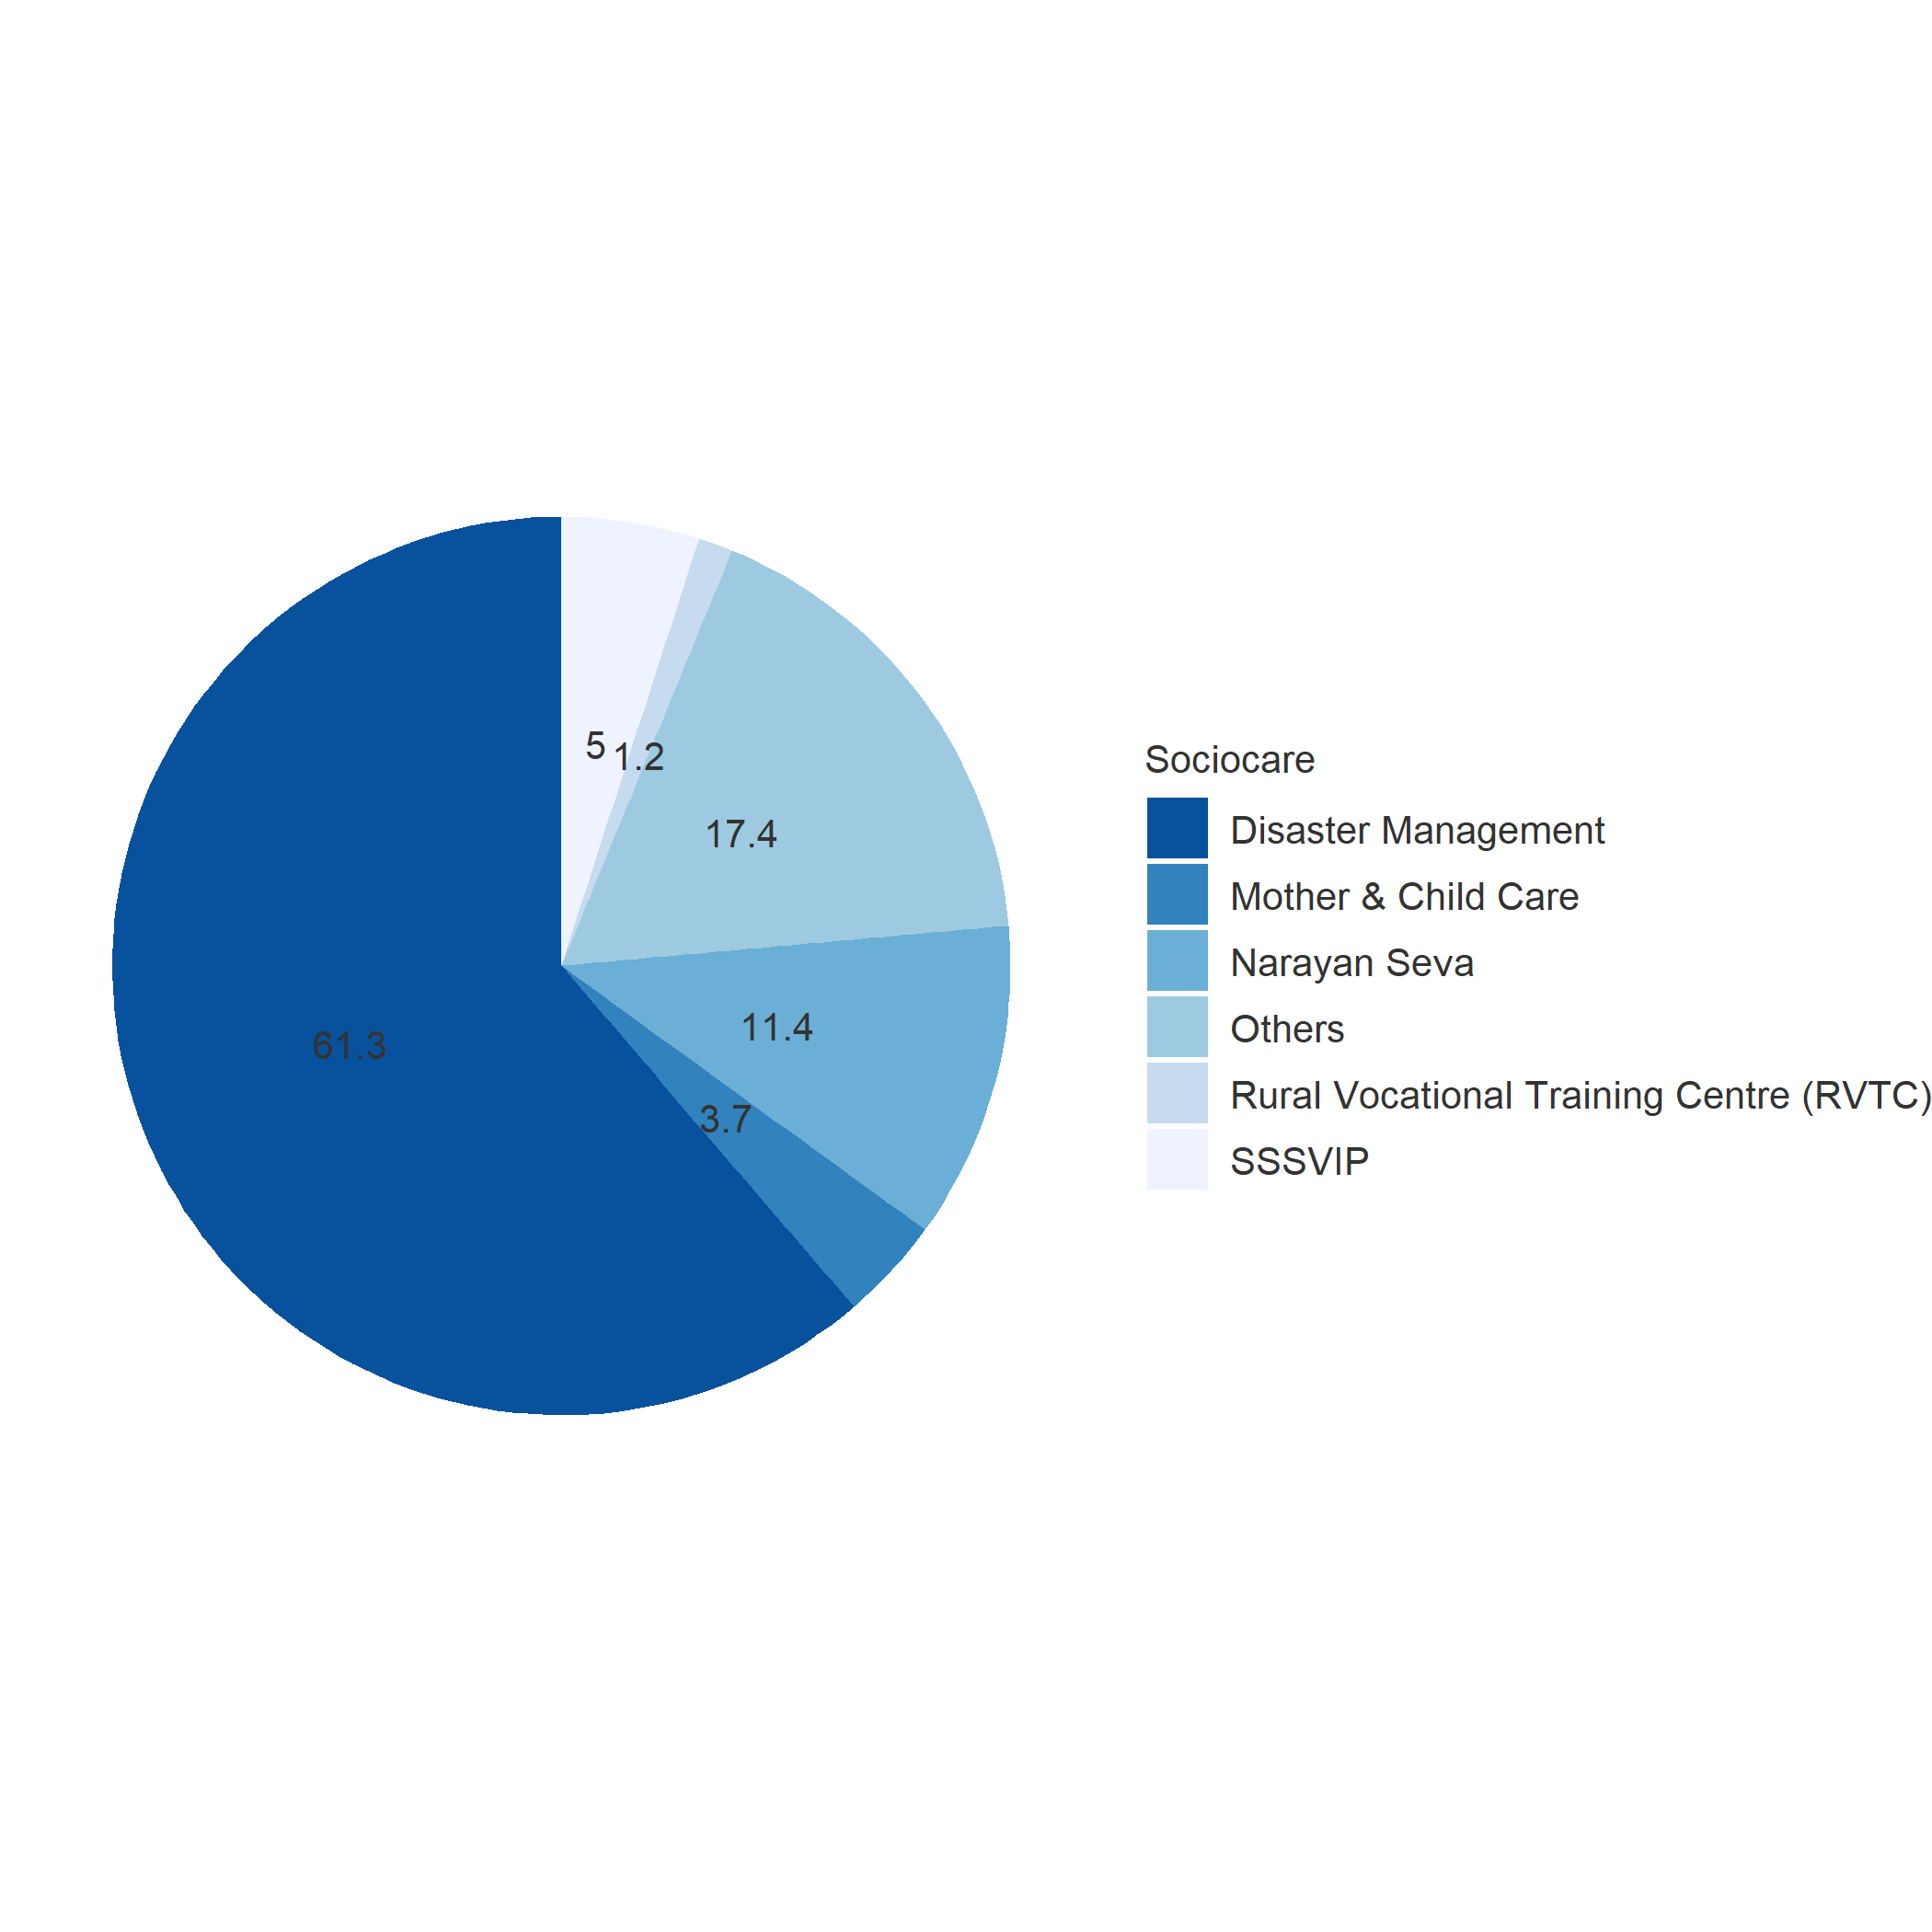 5
1.2
17.4
11.4
61.3
3.7
Sociocare
Disaster Management
Mother & Child Care
Narayan Seva
Others
Rural Vocational Training Centre (RVTC)
SSSVIP